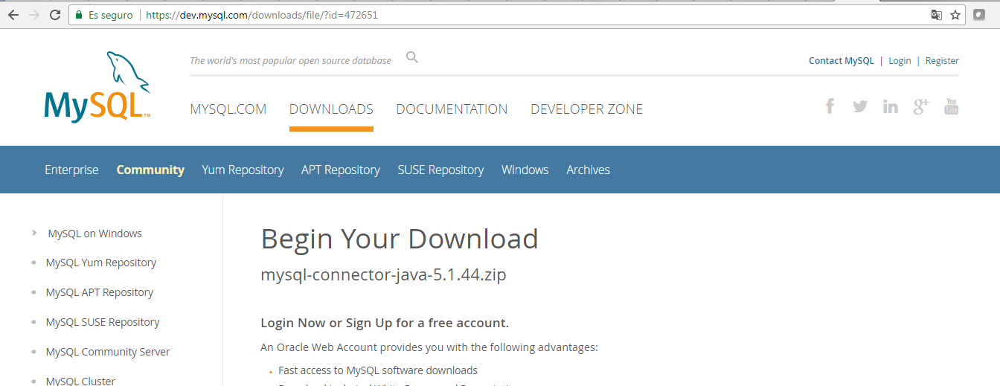 Es seguro https://dev.mysql.com/downloads/file/?id=472651
The world's most popular open source database
Contact MySQL | Login | Register
MySQL™
MYSQL.COM DOWNLOADS DOCUMENTATION DEVELOPER ZONE
f in g+ You Tube
Enterprise Community Yum Repository APT Repository SUSE Repository Windows Archives
MySQL on Windows
MySQL Yum Repository
MySQL APT Repository
MySQL SUSE Repository
MySQL Community Server
MySQL Cluster
Begin Your Download
mysql-connector-java-5.1.44.zip
Login Now or Sign Up for a free account.
An Oracle Web Account provides you with the following advantages:
Fast access to MySQL software downloads